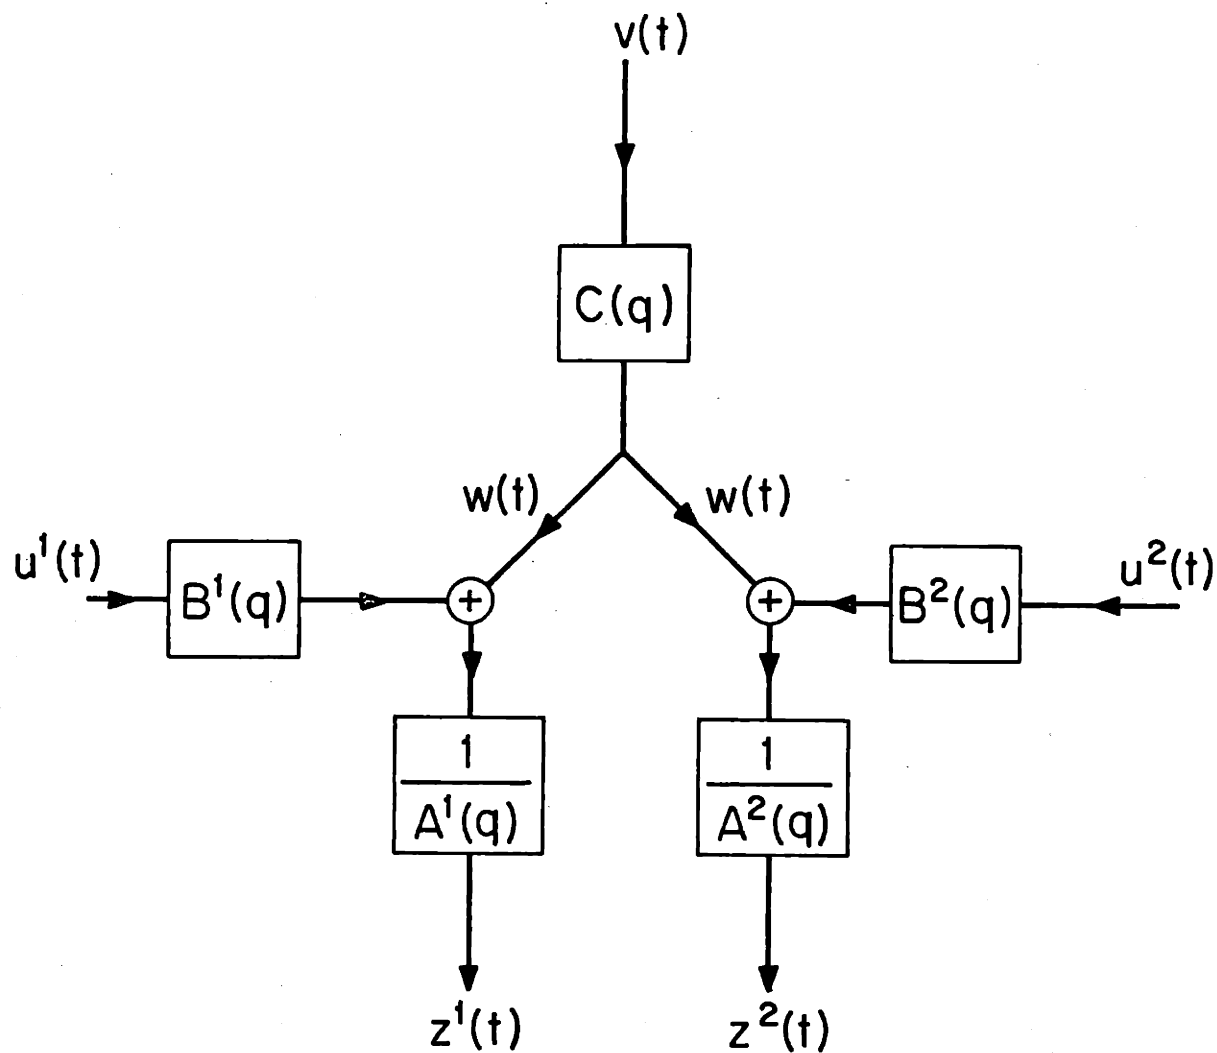 v(t)
C(q)
w(t) w(t)
u¹(t) B¹(q) + + B²(q) u²(t)
1 1
A¹(q) A²(q)
z¹(t) z²(t)